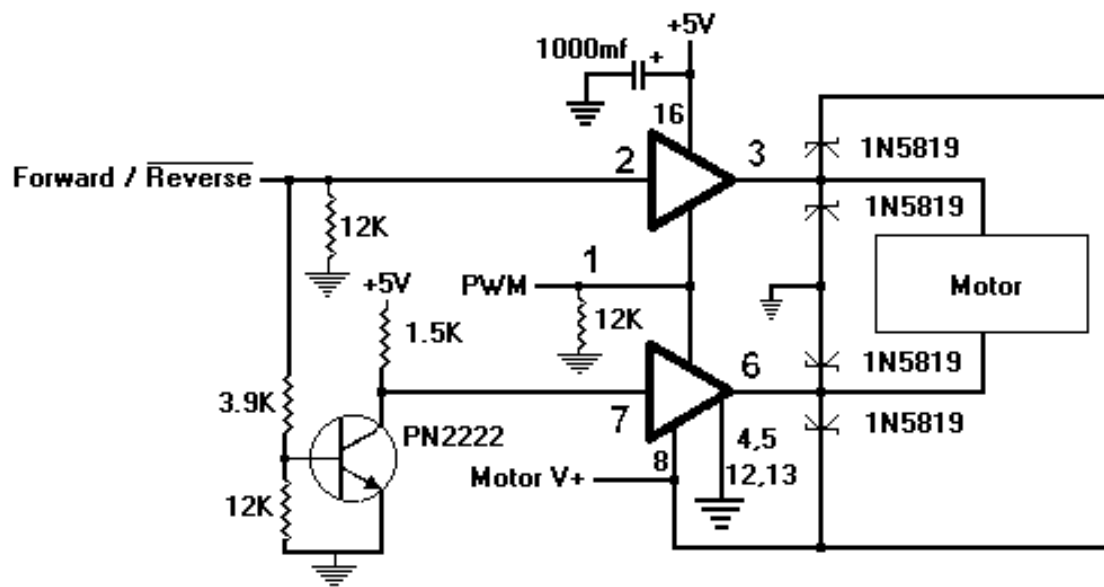 +5V
1000mf
+
16
2
3
1N5819
Forward / Reverse
12K
1N5819
1
+5V
PWM
Motor
1.5K
12K
6
1N5819
3.9K
7
PN2222
4,5
1N5819
8
12,13
Motor V+
12K